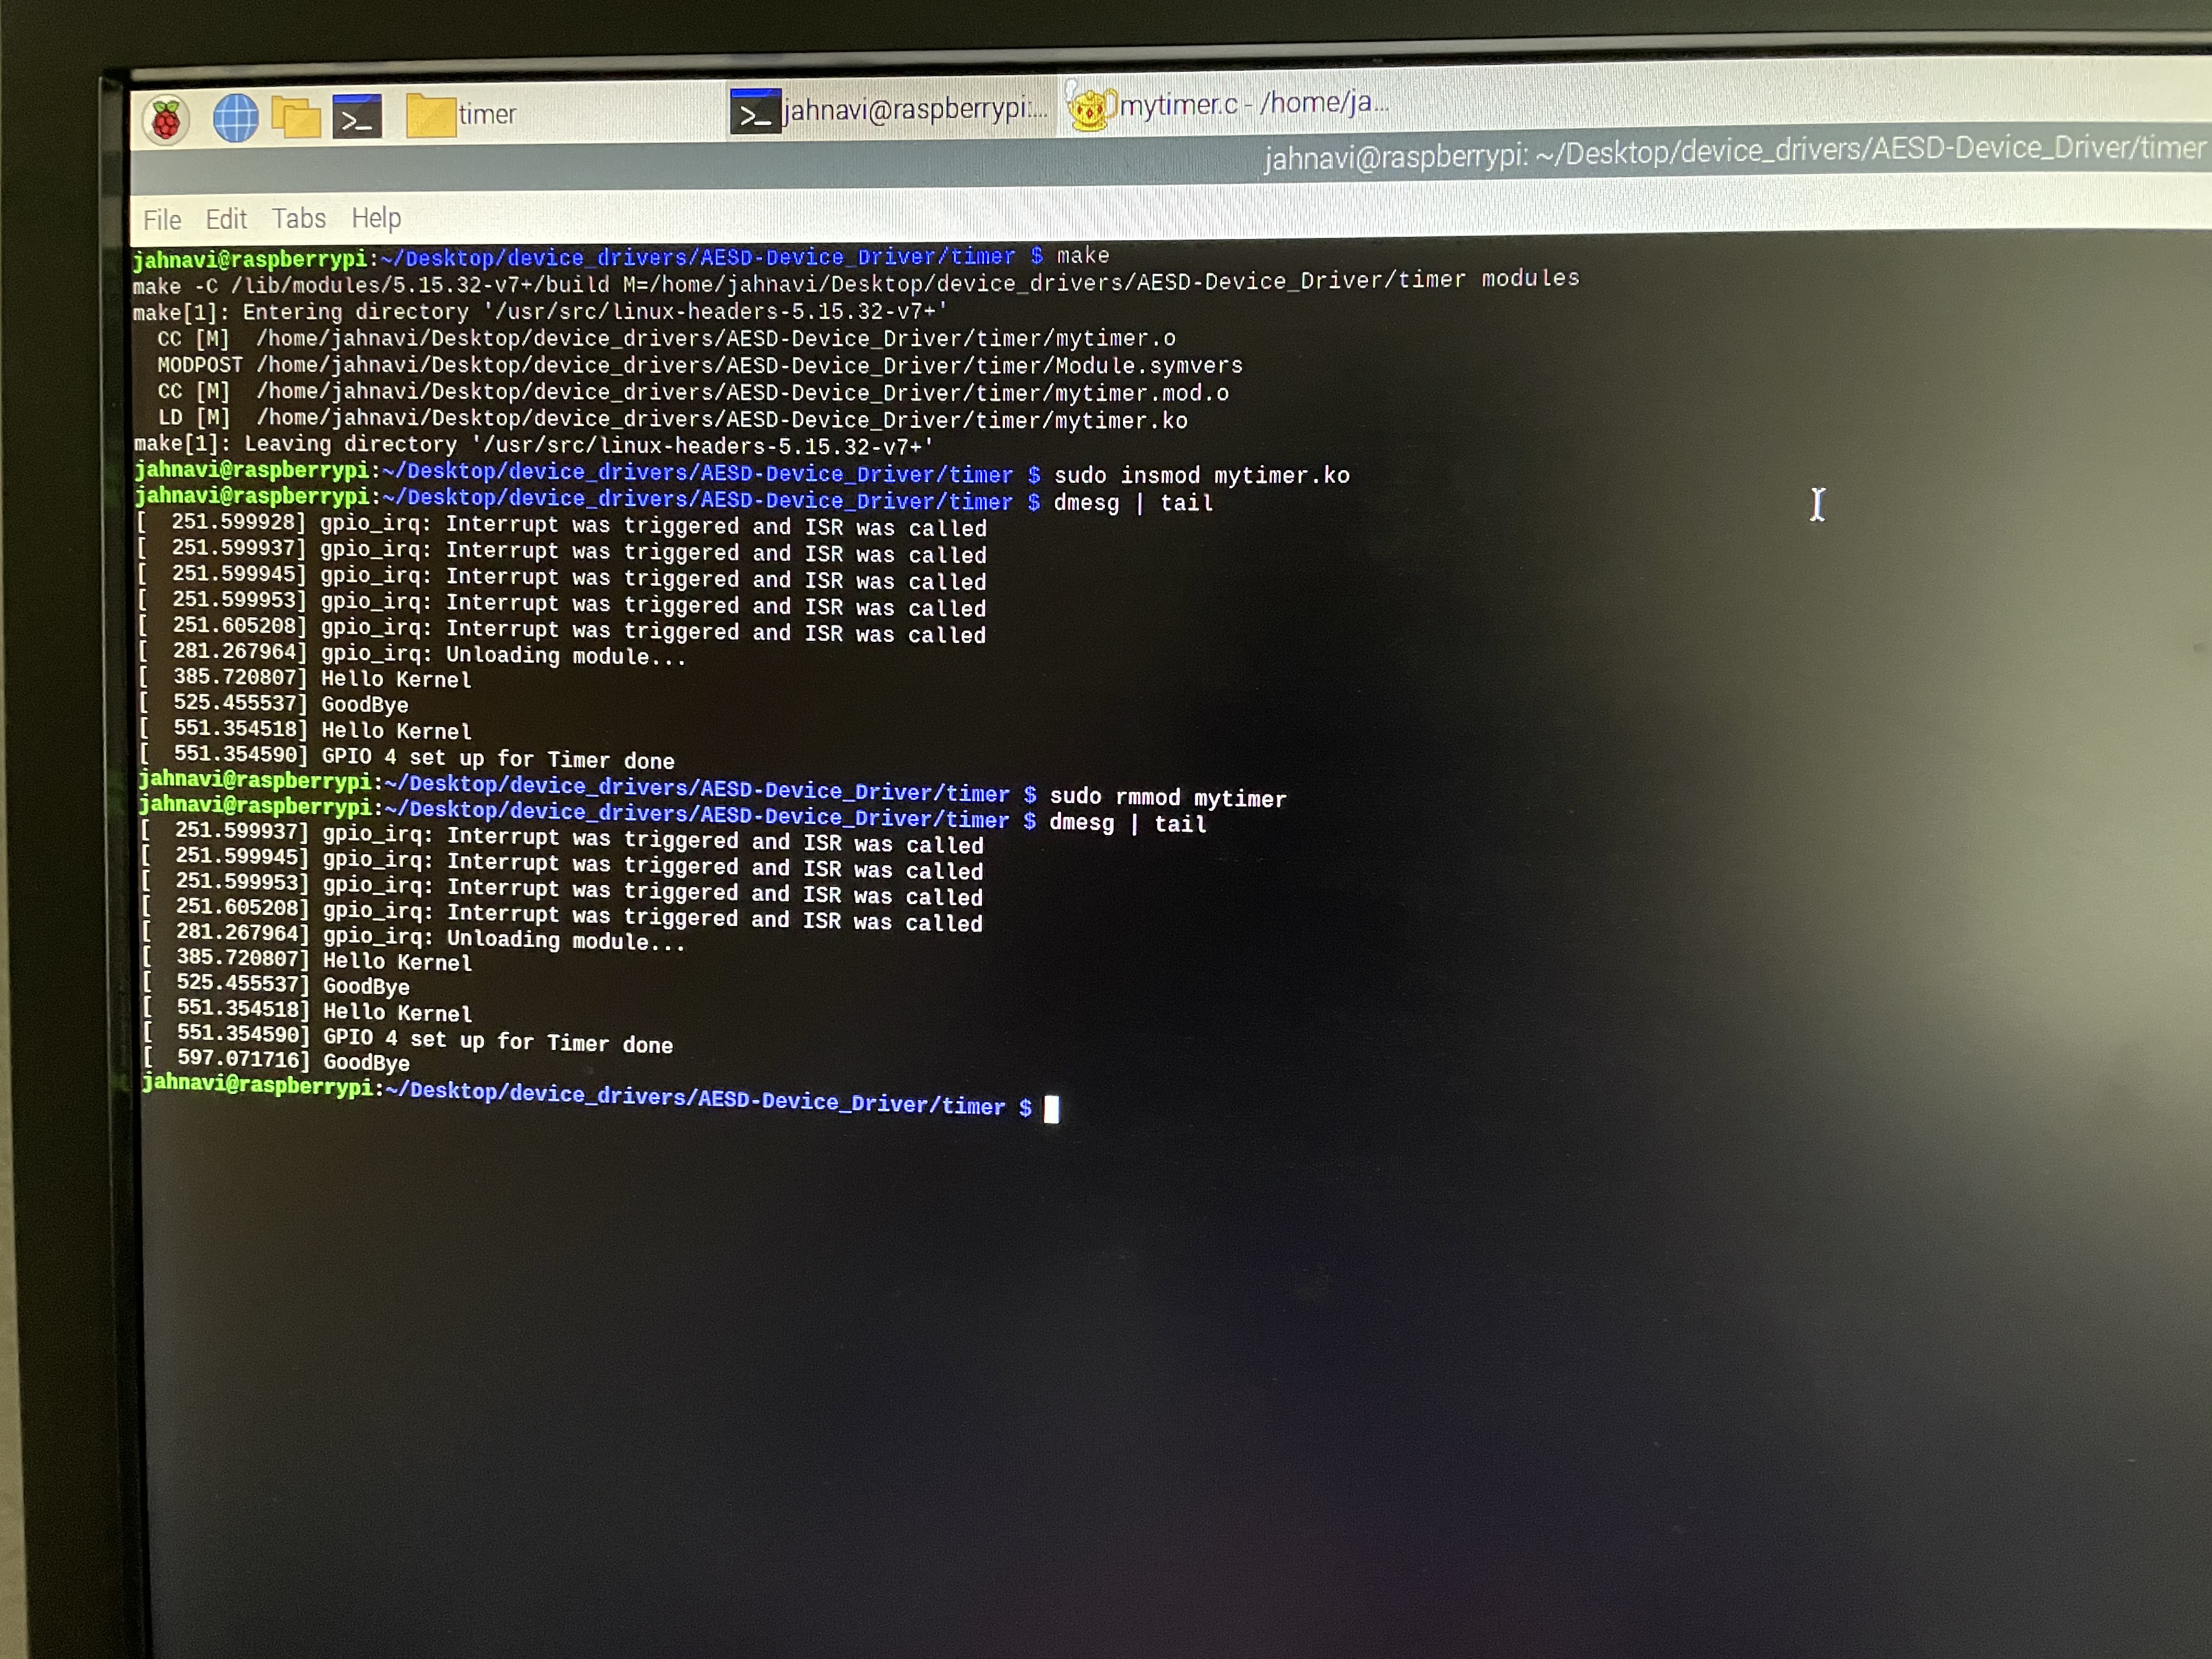 timer
jahnavi@raspberrypi:...
mytimer.c - /home/ja...
jahnavi@raspberrypi: ~/Desktop/device_drivers/AESD-Device_Driver/timer
File Edit Tabs Help
jahnavi@raspberrypi:~/Desktop/device_drivers/AESD-Device_Driver/timer $ make
make -C /lib/modules/5.15.32-v7+/build M=/home/jahnavi/Desktop/device_drivers/AESD-Device_Driver/timer modules
make[1]: Entering directory '/usr/src/linux-headers-5.15.32-v7+'
  CC [M]  /home/jahnavi/Desktop/device_drivers/AESD-Device_Driver/timer/mytimer.o
  MODPOST /home/jahnavi/Desktop/device_drivers/AESD-Device_Driver/timer/Module.symvers
  CC [M]  /home/jahnavi/Desktop/device_drivers/AESD-Device_Driver/timer/mytimer.mod.o
  LD [M]  /home/jahnavi/Desktop/device_drivers/AESD-Device_Driver/timer/mytimer.ko
make[1]: Leaving directory '/usr/src/linux-headers-5.15.32-v7+'
jahnavi@raspberrypi:~/Desktop/device_drivers/AESD-Device_Driver/timer $ sudo insmod mytimer.ko
jahnavi@raspberrypi:~/Desktop/device_drivers/AESD-Device_Driver/timer $ dmesg | tail
[  251.599928] gpio_irq: Interrupt was triggered and ISR was called
[  251.599937] gpio_irq: Interrupt was triggered and ISR was called
[  251.599945] gpio_irq: Interrupt was triggered and ISR was called
[  251.599953] gpio_irq: Interrupt was triggered and ISR was called
[  251.605208] gpio_irq: Interrupt was triggered and ISR was called
[  281.267964] gpio_irq: Unloading module...
[  385.720807] Hello Kernel
[  525.455537] GoodBye
[  551.354518] Hello Kernel
[  551.354590] GPIO 4 set up for Timer done
jahnavi@raspberrypi:~/Desktop/device_drivers/AESD-Device_Driver/timer $ sudo rmmod mytimer
jahnavi@raspberrypi:~/Desktop/device_drivers/AESD-Device_Driver/timer $ dmesg | tail
[  251.599937] gpio_irq: Interrupt was triggered and ISR was called
[  251.599945] gpio_irq: Interrupt was triggered and ISR was called
[  251.599953] gpio_irq: Interrupt was triggered and ISR was called
[  251.605208] gpio_irq: Interrupt was triggered and ISR was called
[  281.267964] gpio_irq: Unloading module...
[  385.720807] Hello Kernel
[  525.455537] GoodBye
[  551.354518] Hello Kernel
[  551.354590] GPIO 4 set up for Timer done
[  597.071716] GoodBye
jahnavi@raspberrypi:~/Desktop/device_drivers/AESD-Device_Driver/timer $